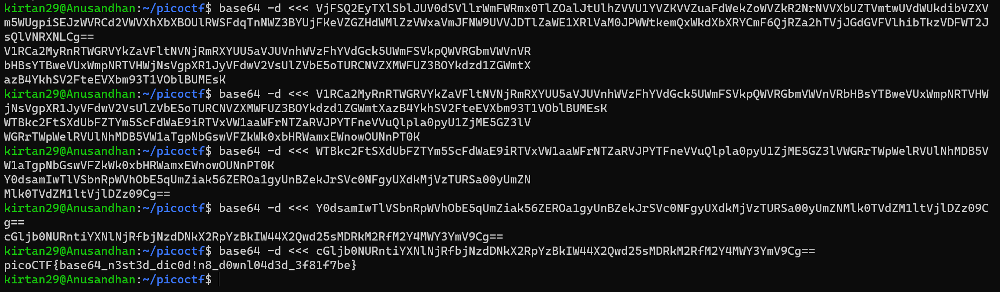 kirtan29@Anusandhan:~/picoctf$ base64 -d <<< VjFSQ2EyTXlSblJUV0dSVllrWmFWRmx0TlZOalJtUlhZVVU1YVZKVVZuaFdWekZoWVZkR2NrNVVXbUZTVmtwUVdWUkdibVZXV
m5WUgpiSEJzWVRCd2VWVXhXbXBOUlRWSFdqTnNWZ3BYUjFKeVZGZHdWMlZzVWxaVmJFNW9UVVJDTlZaWE1XRlVaM0JPWWtkemQxWkdXbXRYCmF6QjRZa2hTVjJGdGVFVlhibTkzVDFWT2J
sQlVNRXNLCg==
V1RCa2MyRnRTWGRVYkZaVFltNVNjRmRXYUU5aVJUVnhWVzFhYVdGck5UWmFSVkpQWVRGbmVWVnVR
bHBsYTBweVUxWmpNRTVHWjNsVgpXR1JyVFdwV2VsUlZVbE5oTURCNVZXMWFUZ3BOYkdzd1ZGWmtX
azB4YkhSV2FteEVXbm93T1VOblBUMEsK
kirtan29@Anusandhan:~/picoctf$ base64 -d <<< V1RCa2MyRnRTWGRVYkZaVFltNVNjRmRXYUU5aVJUVnhWVzFhYVdGck5UWmFSVkpQWVRGbmVWVnVRbHBsYTBweVUxWmpNRTVHW
jNsVgpXR1JyVFdwV2VsUlZVbE5oTURCNVZXMWFUZ3BOYkdzd1ZGWmtXazB4YkhSV2FteEVXbm93T1VOblBUMEsK
WTBkc2FtSXdUbFZTYm5ScFdWaE9iRTVxVW1aaWFrNTZaRVJPYTFneVVuQlpla0pyU1ZjME5GZ3lV
WGRrTWpWelRVUlNhMDB5VW1aTgpNbGswVFZkWk0xbHRWamxEWnowOUNnPT0K
kirtan29@Anusandhan:~/picoctf$ base64 -d <<< WTBkc2FtSXdUbFZTYm5ScFdWaE9iRTVxVW1aaWFrNTZaRVJPYTFneVVuQlpla0pyU1ZjME5GZ3lVWGRrTWpWelRVUlNhMDB5V
W1aTgpNbGswVFZkWk0xbHRWamxEWnowOUNnPT0K
Y0dsamIwTlVSbnRpWVhObE5qUmZiak56ZEROa1gyUnBZekJrSVc0NFgyUXdkMjVzTURSa00yUmZN
Mlk0TVdZM1ltVjlDZz09Cg==
kirtan29@Anusandhan:~/picoctf$ base64 -d <<< Y0dsamIwTlVSbnRpWVhObE5qUmZiak56ZEROa1gyUnBZekJrSVc0NFgyUXdkMjVzTURSa00yUmZNMlk0TVdZM1ltVjlDZz09C
g==
cGljb0NURntiYXNlNjRfbjNzdDNkX2RpYzBkIW44X2Qwd25sMDRkM2RfM2Y4MWY3YmV9Cg==
kirtan29@Anusandhan:~/picoctf$ base64 -d <<< cGljb0NURntiYXNlNjRfbjNzdDNkX2RpYzBkIW44X2Qwd25sMDRkM2RfM2Y4MWY3YmV9Cg==
picoCTF{base64_n3st3d_dic0d!n8_d0wnl04d3d_3f81f7be}
kirtan29@Anusandhan:~/picoctf$